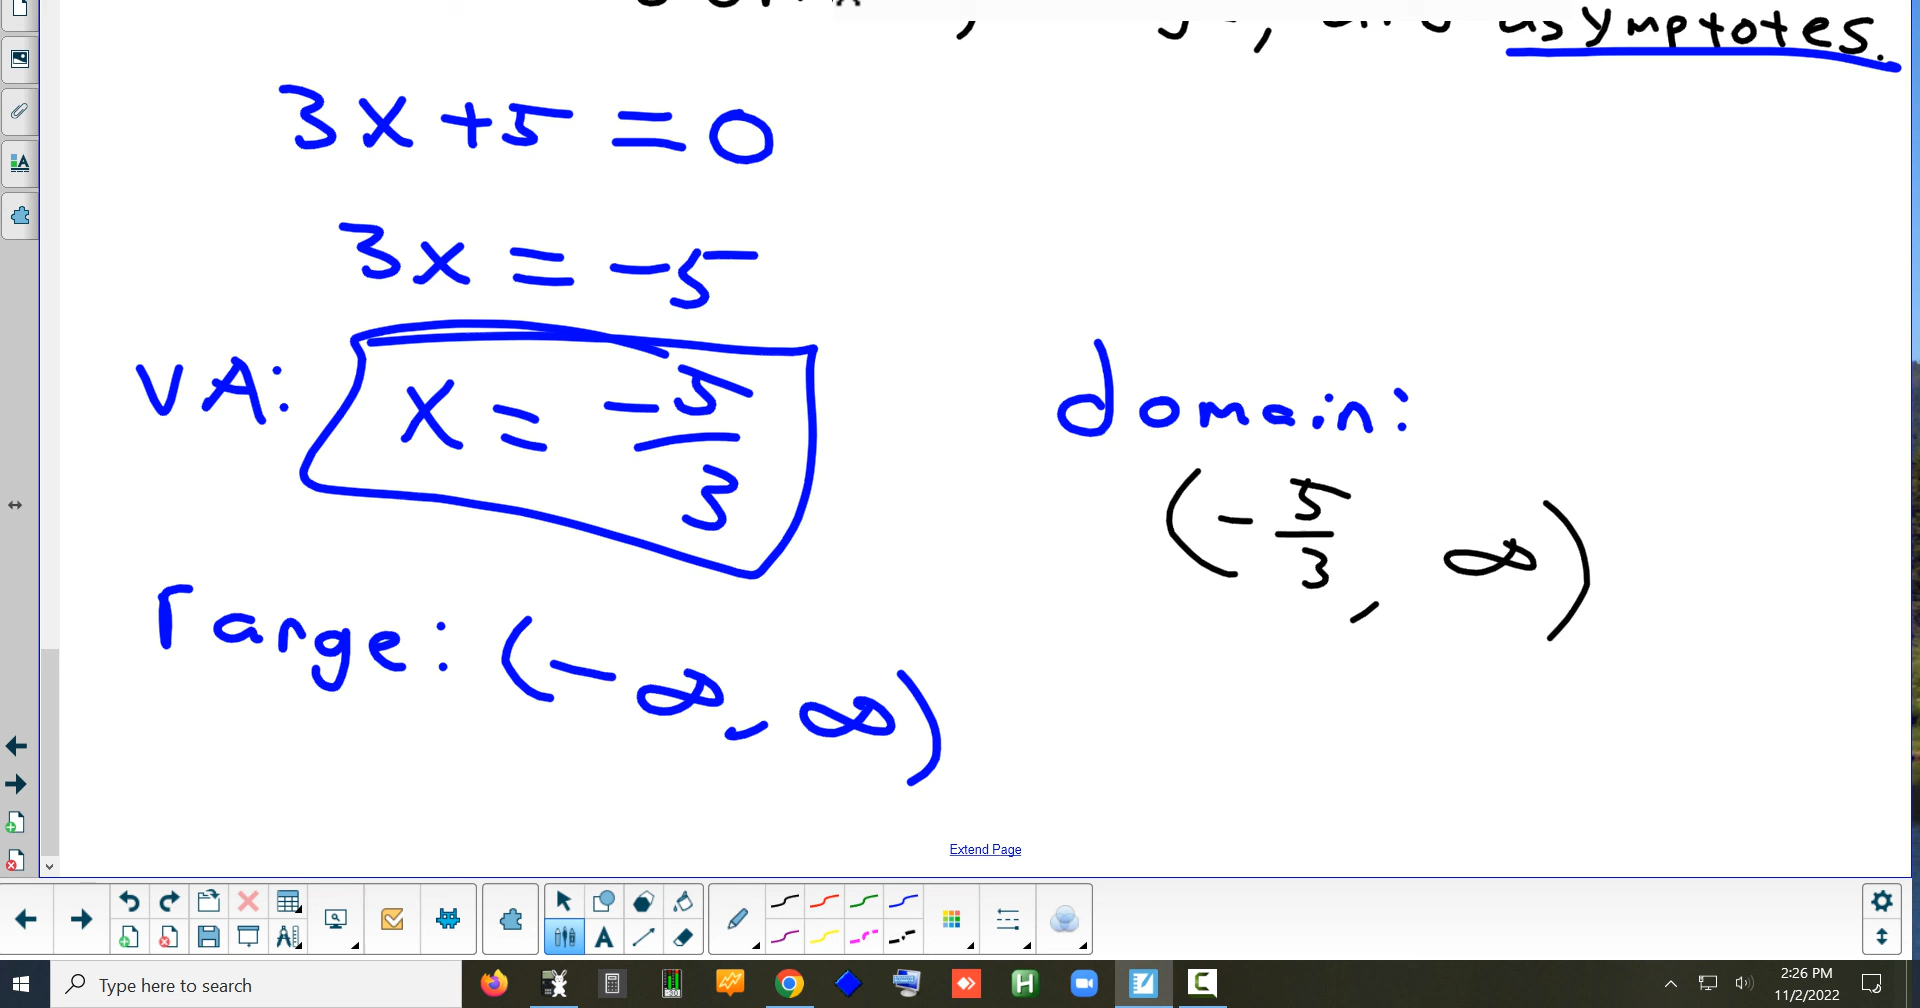 asymptotes.
3x+5=0
3x=-5
VA: x = -5/3
domain:
(-5/3, ∞)
range: (-∞, ∞)
Extend Page
Type here to search
2:26 PM
11/2/2022